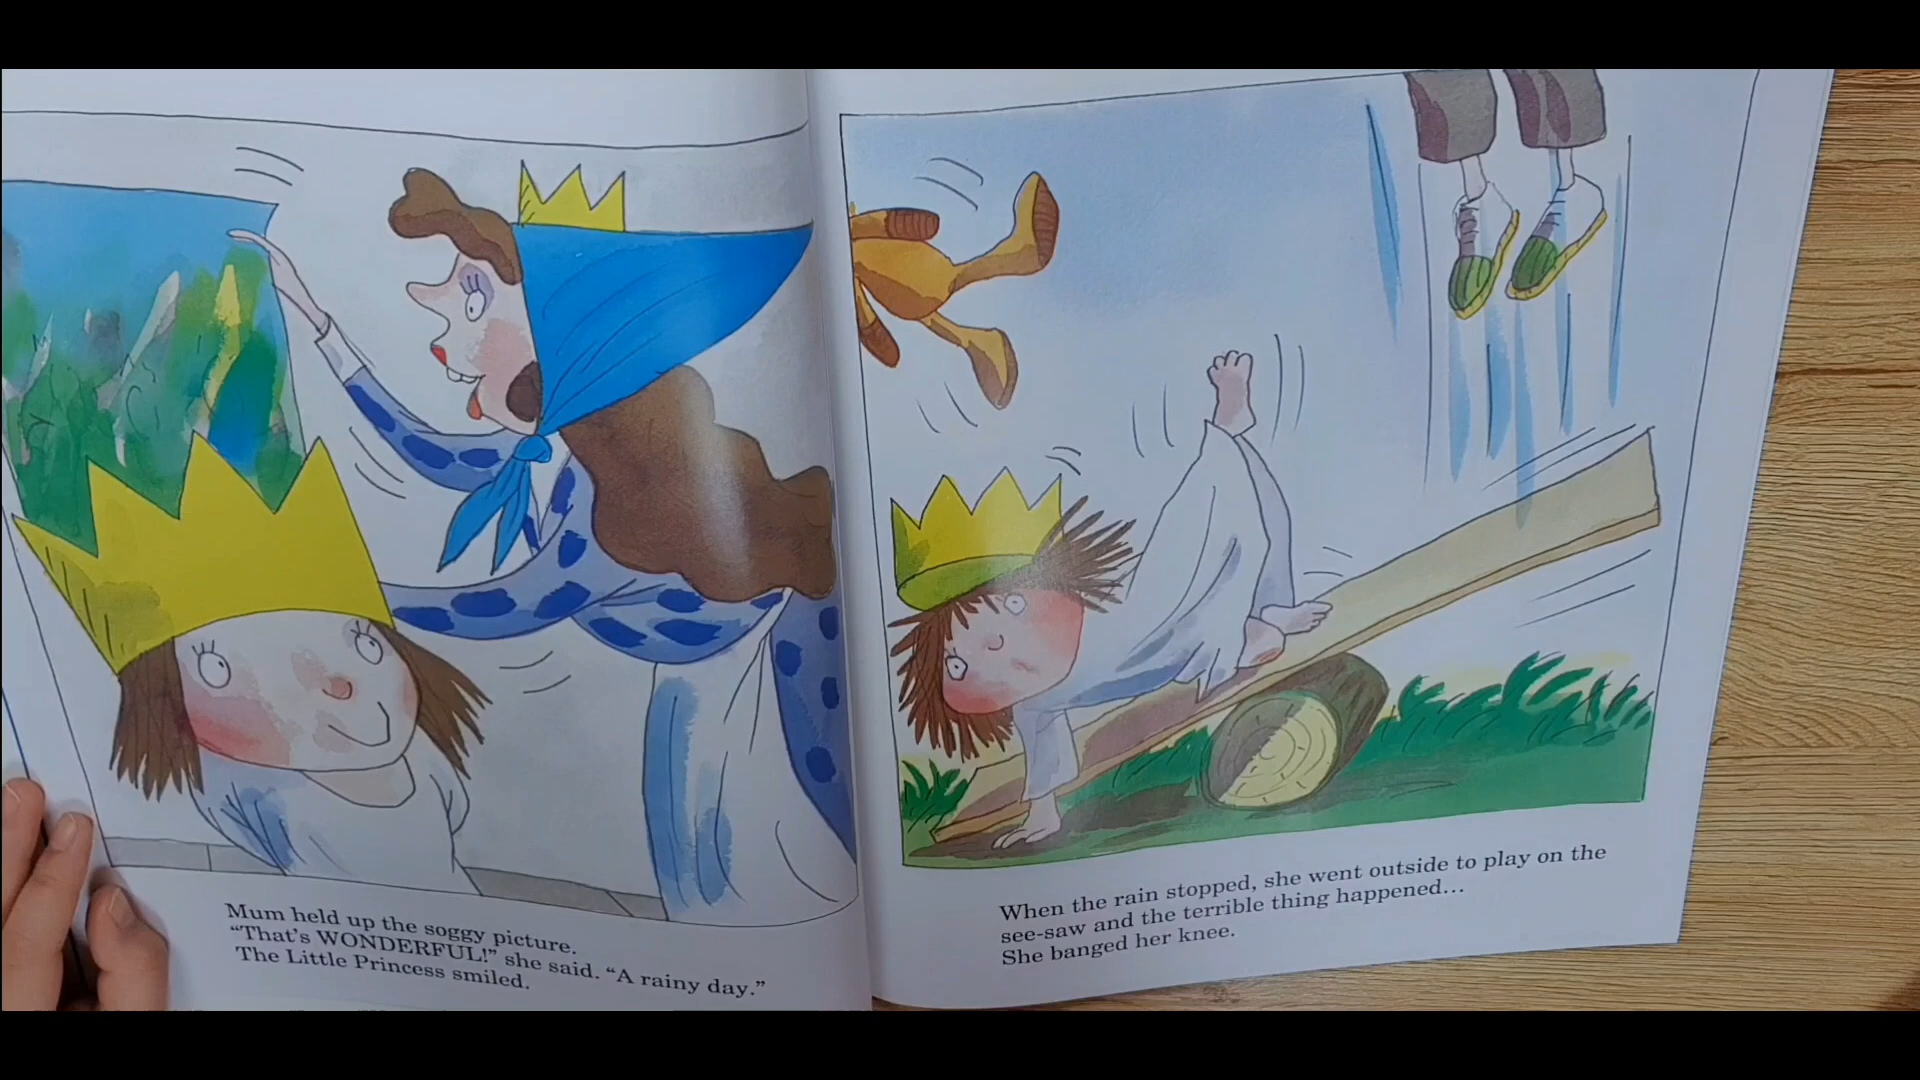 Mum held up the soggy picture.
“That’s WONDERFUL!” she said. “A rainy day.”
The Little Princess smiled.
When the rain stopped, she went outside to play on the
see-saw and the terrible thing happened...
She banged her knee.